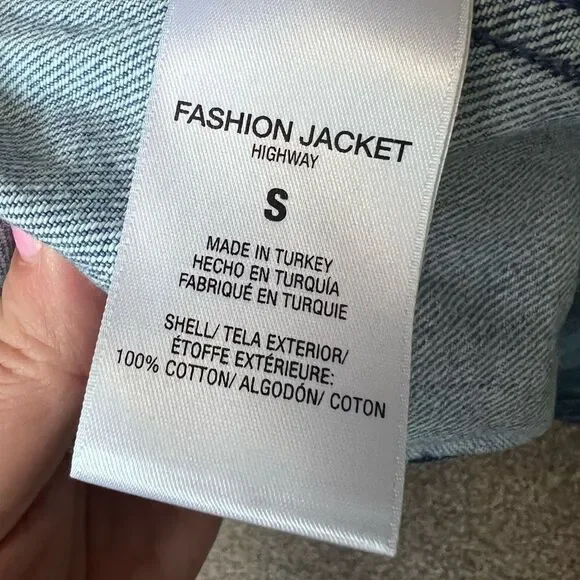 FASHION JACKET
HIGHWAY
S
MADE IN TURKEY
HECHO EN TURQUÍA
FABRIQUÉ EN TURQUIE
SHELL/ TELA EXTERIOR/
ÉTOFFE EXTÉRIEURE:
100% COTTON/ ALGODÓN/ COTON